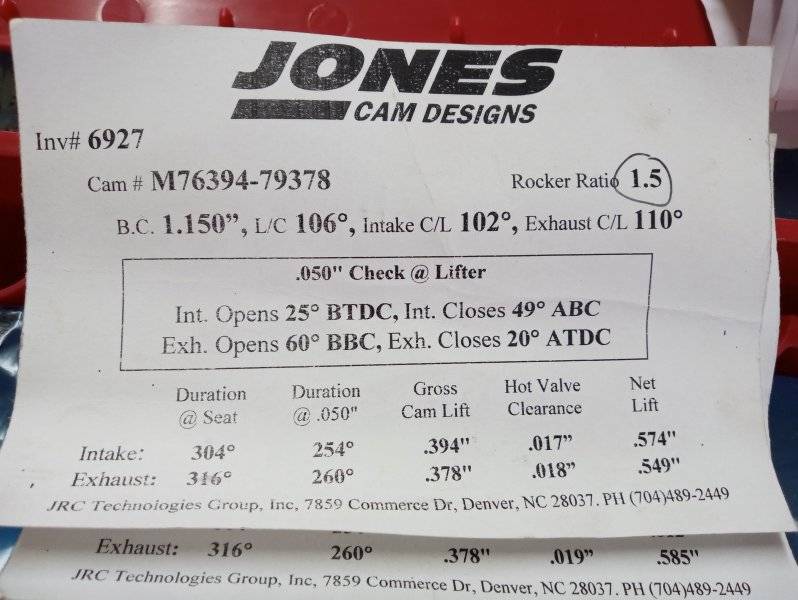 JONES
CAM DESIGNS
Inv# 6927
Cam # M76394-79378 Rocker Ratio 1.5
B.C. 1.150”, L/C 106°, Intake C/L 102°, Exhaust C/L 110°
.050" Check @ Lifter
Int. Opens 25° BTDC, Int. Closes 49° ABC
Exh. Opens 60° BBC, Exh. Closes 20° ATDC
Duration Duration Gross Hot Valve Net
@ Seat @ .050" Cam Lift Clearance Lift
Intake: 304° 254° .394" .017” .574"
Exhaust: 316° 260° .378" .018” .549"
JRC Technologies Group, Inc, 7859 Commerce Dr, Denver, NC 28037. PH (704)489-2449
Exhaust: 316° 260° .378" .019” .585"
JRC Technologies Group, Inc, 7859 Commerce Dr, Denver, NC 28037. PH (704)489-2449